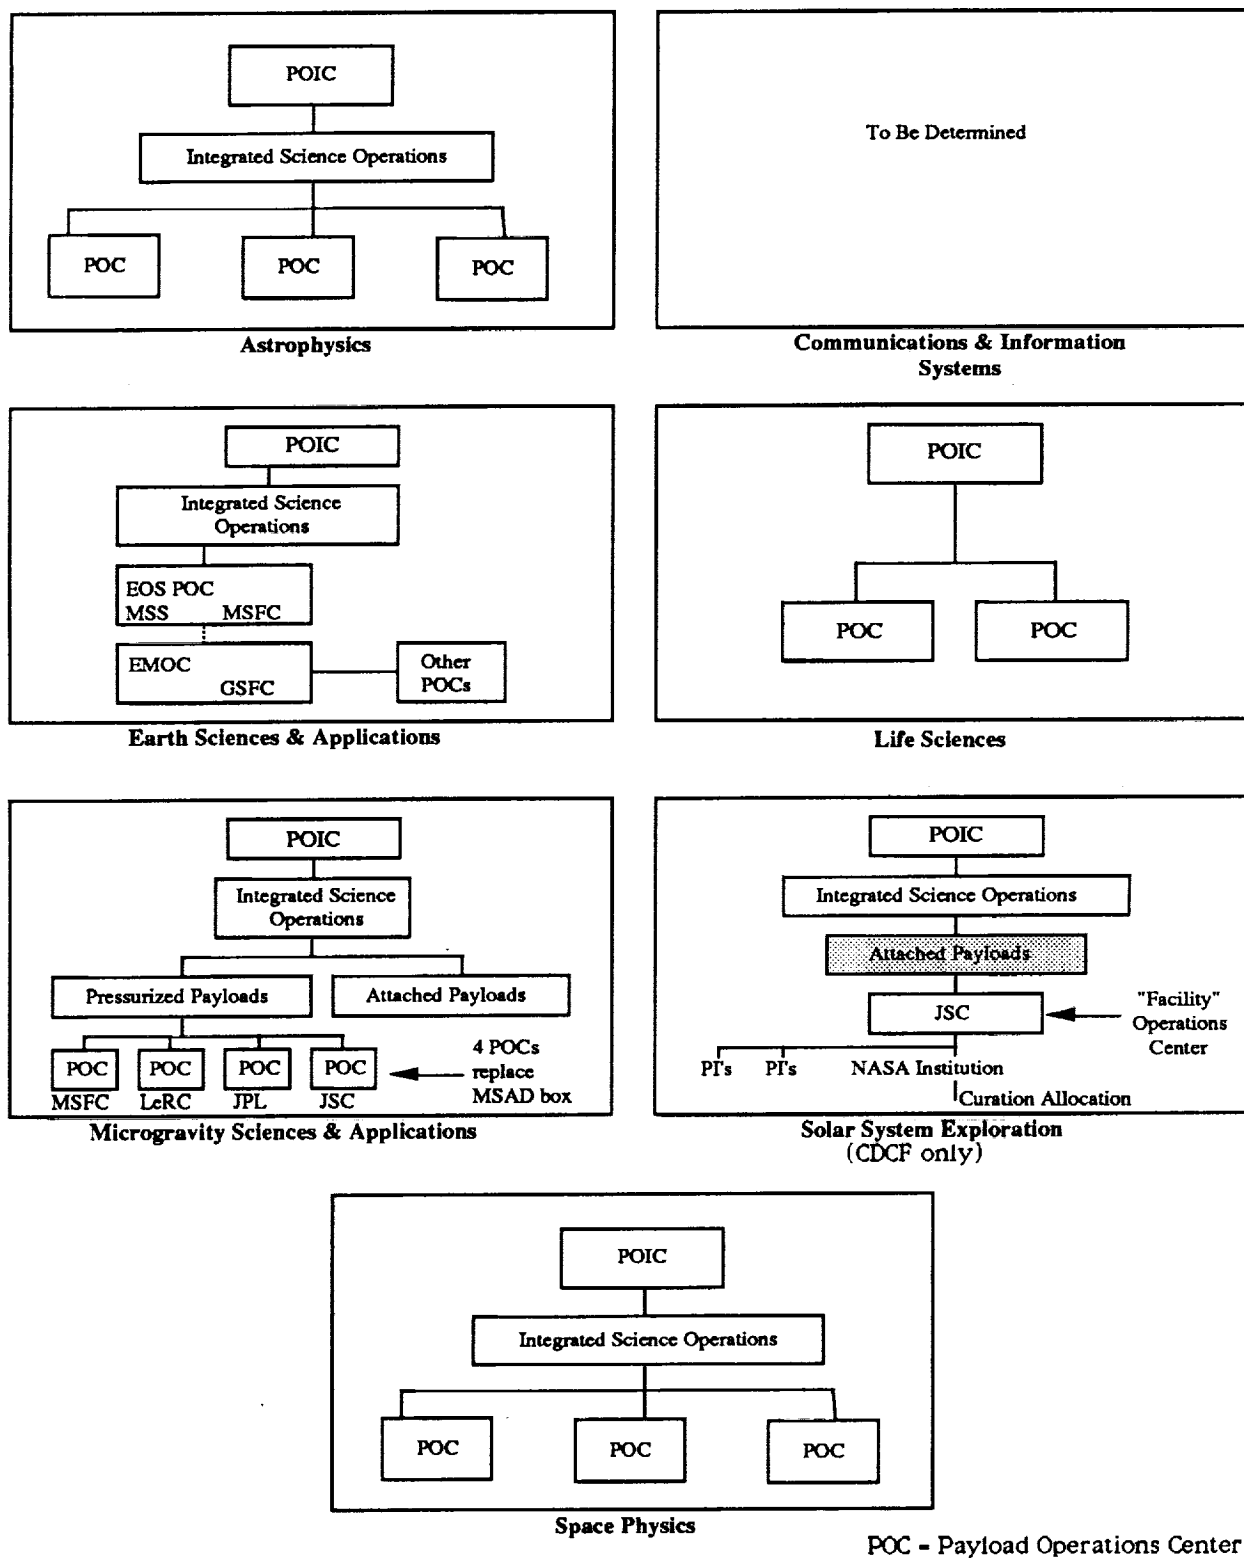 POIC
Integrated Science Operations
POC
POC
POC
Astrophysics
To Be Determined
Communications & Information
Systems
POIC
Integrated Science
Operations
EOS POC
MSS MSFC
EMOC
GSFC
Other
POCs
Earth Sciences & Applications
POIC
POC
POC
Life Sciences
POIC
Integrated Science
Operations
Pressurized Payloads
Attached Payloads
POC
POC
POC
POC
MSFC
LeRC
JPL
JSC
4 POCs
replace
MSAD box
Microgravity Sciences & Applications
POIC
Integrated Science Operations
Attached Payloads
JSC
"Facility"
Operations
Center
PI's
PI's
NASA Institution
Curation Allocation
Solar System Exploration
(CDCF only)
POIC
Integrated Science Operations
POC
POC
POC
Space Physics
POC - Payload Operations Center